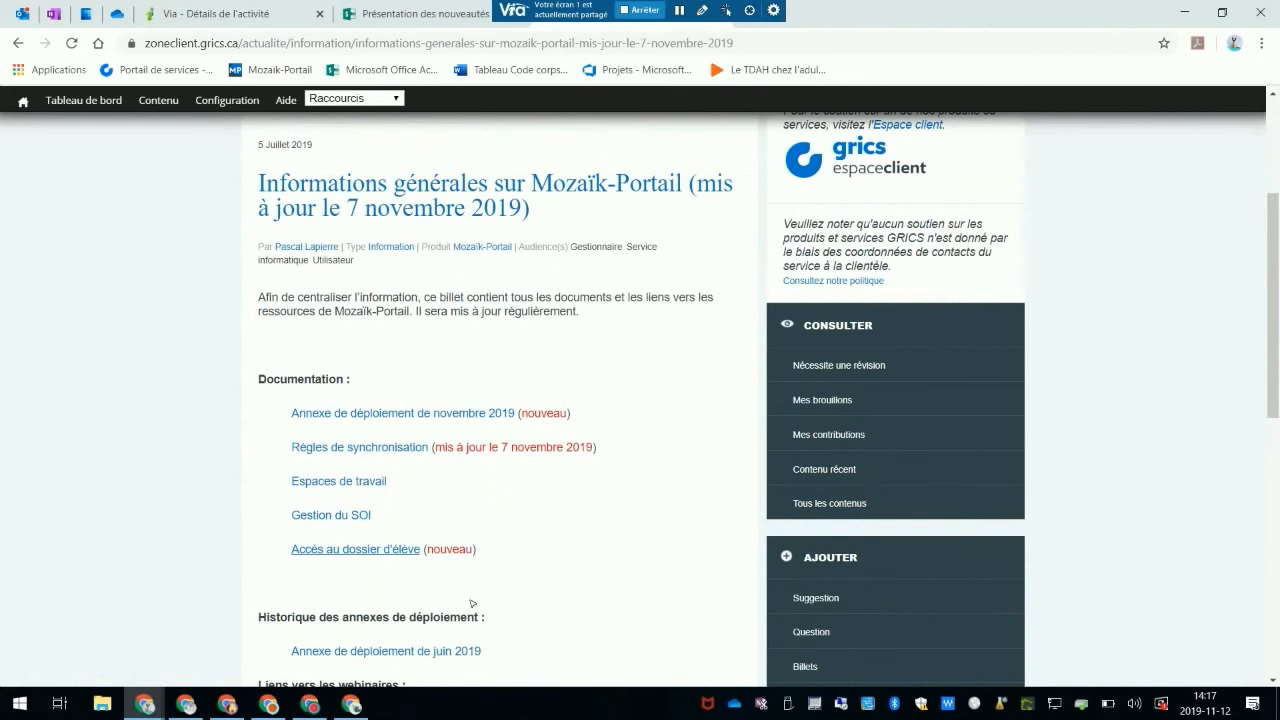 Via - Détails de l'activité
Informations
Mozaïk-P
Via
Votre écran 1 est
actuellement partagé
Arrêter
zoneclient.grics.ca/actualite/information/informations-generales-sur-mozaik-portail-mis-jour-le-7-novembre-2019
Applications
Portail de services -...
Mozaik-Portail
Microsoft Office Ac...
Tableau Code corps...
Projets - Microsoft...
Le TDAH chez l'adul...
Tableau de bord
Contenu
Configuration
Aide
Raccourcis
5 Juillet 2019
Informations générales sur Mozaïk-Portail (mis
à jour le 7 novembre 2019)
Par Pascal Lapierre | Type Information | Produit Mozaïk-Portail | Audience(s) Gestionnaire Service
informatique Utilisateur
Afin de centraliser l'information, ce billet contient tous les documents et les liens vers les
ressources de Mozaïk-Portail. Il sera mis à jour régulièrement.
Documentation :
Annexe de déploiement de novembre 2019 (nouveau)
Règles de synchronisation (mis à jour le 7 novembre 2019)
Espaces de travail
Gestion du SOI
Accès au dossier d'élève (nouveau)
Historique des annexes de déploiement :
Annexe de déploiement de juin 2019
Liens vers les webinaires :
services, visitez l'Espace client.
grics
espaceclient
Veuillez noter qu'aucun soutien sur les
produits et services GRICS n'est donné par
le biais des coordonnées de contacts du
service à la clientèle.
Consultez notre politique
CONSULTER
Nécessite une révision
Mes brouillons
Mes contributions
Contenu récent
Tous les contenus
AJOUTER
Suggestion
Question
Billets
14:17
2019-11-12